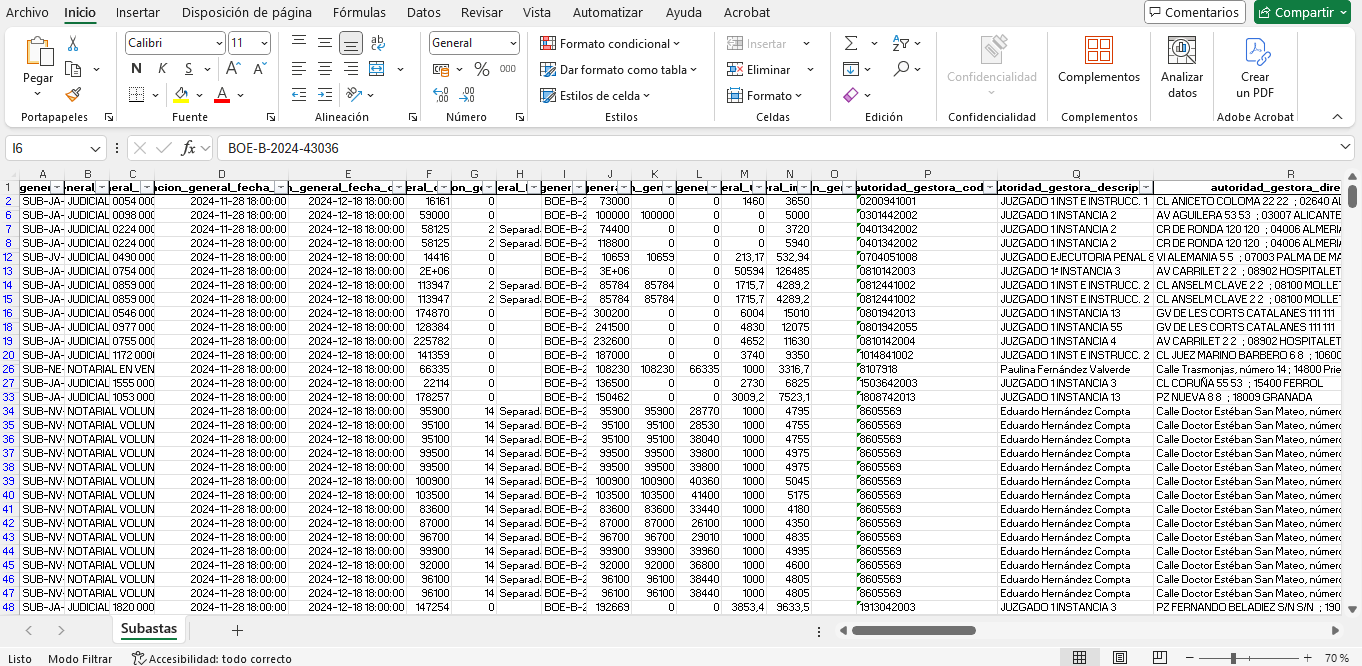 Archivo Inicio Insertar Disposición de página Fórmulas Datos Revisar Vista Automatizar Ayuda Acrobat Comentarios Compartir
Pegar
Portapapeles
Calibri 11
N K S
Fuente
Alineación
General
% 000
Número
Formato condicional
Dar formato como tabla
Estilos de celda
Estilos
Insertar
Eliminar
Formato
Celdas
Edición
Confidencialidad
Confidencialidad
Complementos
Complementos
Analizar
datos
Crear
un PDF
Adobe Acrobat
I6 fx BOE-B-2024-43036
A B C D E F G H I J K L M N O P Q R
1 gener general_ eral_ cion_general_fecha_ n_general_fecha_c eral_c on_g eral_l gener genera n_gen genera eral_ ral_in n_gen autoridad_gestora_cod utoridad_gestora_descrip autoridad_gestora_dire
2 SUB-JA- JUDICIAL 0054 000 2024-11-28 18:00:00 2024-12-18 18:00:00 16161 0 BOE-B-2 73000 0 1460 3650 0200941001 JUZGADO 1 INST E INSTRUCC. 1 CL ANICETO COLOMA 22 22 ; 02640 AL
6 SUB-JA- JUDICIAL 0098 000 2024-11-28 18:00:00 2024-12-18 18:00:00 59000 0 BOE-B-2 100000 100000 0 0 5000 0301442002 JUZGADO 1 INSTANCIA 2 AV AGUILERA 53 53 ; 03007 ALICANTE
7 SUB-JA- JUDICIAL 0224 000 2024-11-28 18:00:00 2024-12-18 18:00:00 58125 2 Separad BOE-B-2 74400 0 0 0 3720 0401342002 JUZGADO 1 INSTANCIA 2 CR DE RONDA 120 120 ; 04006 ALMERIA
8 SUB-JA- JUDICIAL 0224 000 2024-11-28 18:00:00 2024-12-18 18:00:00 58125 2 Separad BOE-B-2 118800 0 0 0 5940 0401342002 JUZGADO 1 INSTANCIA 2 CR DE RONDA 120 120 ; 04006 ALMERIA
12 SUB-JV- JUDICIAL 0490 000 2024-11-28 18:00:00 2024-12-18 18:00:00 14416 0 BOE-B-2 10659 10659 0 213,17 532,94 0704051008 JUZGADO EJECUTORIA PENAL 8 VI ALEMANIA 5 5 ; 07003 PALMA DE MA
13 SUB-JA- JUDICIAL 0754 000 2024-11-28 18:00:00 2024-12-18 18:00:00 2E+06 0 BOE-B-2 3E+06 0 0 50594 126485 0810142003 JUZGADO 1ª INSTANCIA 3 AV CARRILET 2 2 ; 08902 HOSPITALET
14 SUB-JA- JUDICIAL 0859 000 2024-11-28 18:00:00 2024-12-18 18:00:00 113947 2 Separad BOE-B-2 85784 85784 0 1715,7 4289,2 0812441002 JUZGADO 1 INST E INSTRUCC. 2 CL ANSELM CLAVE 2 2 ; 08100 MOLLET
15 SUB-JA- JUDICIAL 0859 000 2024-11-28 18:00:00 2024-12-18 18:00:00 113947 2 Separad BOE-B-2 85784 85784 0 1715,7 4289,2 0812441002 JUZGADO 1 INST E INSTRUCC. 2 CL ANSELM CLAVE 2 2 ; 08100 MOLLET
16 SUB-JA- JUDICIAL 0546 000 2024-11-28 18:00:00 2024-12-18 18:00:00 174870 0 BOE-B-2 300200 0 0 6004 15010 0801942013 JUZGADO 1 INSTANCIA 13 GV DE LES CORTS CATALANES 111 111
18 SUB-JA- JUDICIAL 0977 000 2024-11-28 18:00:00 2024-12-18 18:00:00 128384 0 BOE-B-2 241500 0 0 4830 12075 0801942055 JUZGADO 1 INSTANCIA 55 GV DE LES CORTS CATALANES 111 111
19 SUB-JA- JUDICIAL 0755 000 2024-11-28 18:00:00 2024-12-18 18:00:00 225782 0 BOE-B-2 232600 0 0 4652 11630 0810142004 JUZGADO 1 INSTANCIA 4 AV CARRILET 2 2 ; 08902 HOSPITALET
20 SUB-JA- JUDICIAL 1172 000 2024-11-28 18:00:00 2024-12-18 18:00:00 141359 0 BOE-B-2 187000 0 0 3740 9350 1014841002 JUZGADO 1 INST E INSTRUCC. 2 CL JUEZ MARINO BARBERO 6 8 ; 10600
26 SUB-NE- NOTARIAL EN VEN 2024-11-28 18:00:00 2024-12-18 18:00:00 66335 0 BOE-B-2 108230 108230 66335 1000 3316,7 8107918 Paulina Fernández Valverde Calle Trasmonjas, número 14 ; 14800 Prie
27 SUB-JA- JUDICIAL 1555 000 2024-11-28 18:00:00 2024-12-18 18:00:00 22114 0 BOE-B-2 136500 0 0 2730 6825 1503642003 JUZGADO 1 INSTANCIA 3 CL CORUÑA 55 53 ; 15400 FERROL
33 SUB-JA- JUDICIAL 1053 000 2024-11-28 18:00:00 2024-12-18 18:00:00 178257 0 BOE-B-2 150462 0 0 3009,2 7523,1 1808742013 JUZGADO 1 INSTANCIA 13 PZ NUEVA 8 8 ; 18009 GRANADA
34 SUB-NV- NOTARIAL VOLUN 2024-11-28 18:00:00 2024-12-18 18:00:00 95900 14 Separad BOE-B-2 95900 95900 28770 1000 4795 8605569 Eduardo Hernández Compta Calle Doctor Estéban San Mateo, número
35 SUB-NV- NOTARIAL VOLUN 2024-11-28 18:00:00 2024-12-18 18:00:00 95100 14 Separad BOE-B-2 95100 95100 28530 1000 4755 8605569 Eduardo Hernández Compta Calle Doctor Estéban San Mateo, número
36 SUB-NV- NOTARIAL VOLUN 2024-11-28 18:00:00 2024-12-18 18:00:00 95100 14 Separad BOE-B-2 95100 95100 38040 1000 4755 8605569 Eduardo Hernández Compta Calle Doctor Estéban San Mateo, número
37 SUB-NV- NOTARIAL VOLUN 2024-11-28 18:00:00 2024-12-18 18:00:00 99500 14 Separad BOE-B-2 99500 99500 39800 1000 4975 8605569 Eduardo Hernández Compta Calle Doctor Estéban San Mateo, número
38 SUB-NV- NOTARIAL VOLUN 2024-11-28 18:00:00 2024-12-18 18:00:00 99500 14 Separad BOE-B-2 99500 99500 39800 1000 4975 8605569 Eduardo Hernández Compta Calle Doctor Estéban San Mateo, número
39 SUB-NV- NOTARIAL VOLUN 2024-11-28 18:00:00 2024-12-18 18:00:00 100900 14 Separad BOE-B-2 100900 100900 40360 1000 5045 8605569 Eduardo Hernández Compta Calle Doctor Estéban San Mateo, número
40 SUB-NV- NOTARIAL VOLUN 2024-11-28 18:00:00 2024-12-18 18:00:00 103500 14 Separad BOE-B-2 103500 103500 41400 1000 5175 8605569 Eduardo Hernández Compta Calle Doctor Estéban San Mateo, número
41 SUB-NV- NOTARIAL VOLUN 2024-11-28 18:00:00 2024-12-18 18:00:00 83600 14 Separad BOE-B-2 83600 83600 33440 1000 4180 8605569 Eduardo Hernández Compta Calle Doctor Estéban San Mateo, número
42 SUB-NV- NOTARIAL VOLUN 2024-11-28 18:00:00 2024-12-18 18:00:00 87000 14 Separad BOE-B-2 87000 87000 26100 1000 4350 8605569 Eduardo Hernández Compta Calle Doctor Estéban San Mateo, número
43 SUB-NV- NOTARIAL VOLUN 2024-11-28 18:00:00 2024-12-18 18:00:00 96700 14 Separad BOE-B-2 96700 96700 29010 1000 4835 8605569 Eduardo Hernández Compta Calle Doctor Estéban San Mateo, número
44 SUB-NV- NOTARIAL VOLUN 2024-11-28 18:00:00 2024-12-18 18:00:00 99900 14 Separad BOE-B-2 99900 99900 39960 1000 4995 8605569 Eduardo Hernández Compta Calle Doctor Estéban San Mateo, número
45 SUB-NV- NOTARIAL VOLUN 2024-11-28 18:00:00 2024-12-18 18:00:00 92000 14 Separad BOE-B-2 92000 92000 36800 1000 4600 8605569 Eduardo Hernández Compta Calle Doctor Estéban San Mateo, número
46 SUB-NV- NOTARIAL VOLUN 2024-11-28 18:00:00 2024-12-18 18:00:00 96100 14 Separad BOE-B-2 96100 96100 38440 1000 4805 8605569 Eduardo Hernández Compta Calle Doctor Estéban San Mateo, número
47 SUB-NV- NOTARIAL VOLUN 2024-11-28 18:00:00 2024-12-18 18:00:00 96100 14 Separad BOE-B-2 96100 96100 38440 1000 4805 8605569 Eduardo Hernández Compta Calle Doctor Estéban San Mateo, número
48 SUB-JA- JUDICIAL 1820 000 2024-11-28 18:00:00 2024-12-18 18:00:00 147254 0 BOE-B-2 192669 0 0 3853,4 9633,5 1913042003 JUZGADO 1 INSTANCIA 3 PZ FERNANDO BELADIEZ S/N S/N ; 190
Subastas
Listo Modo Filtrar Accesibilidad: todo correcto 70 %